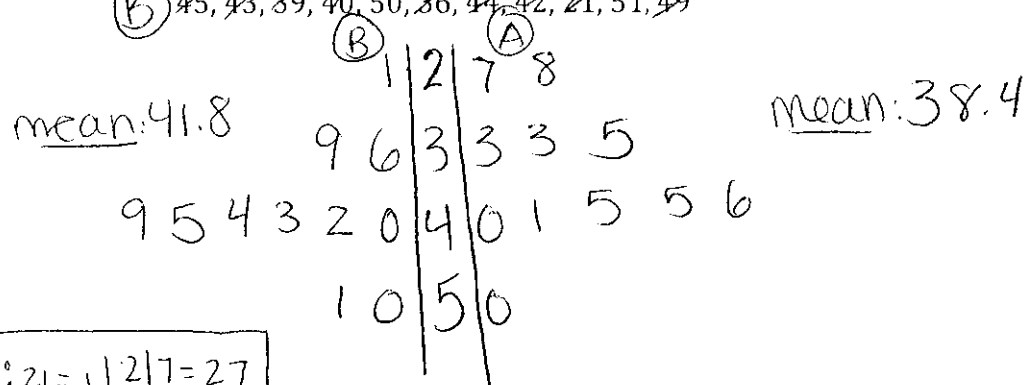 B 45, 43, 39, 40, 50, 36, 44, 42, 21, 51, 49
B A
1 | 2 | 7 8
mean: 41.8 9 6 | 3 | 3 3 5 mean: 38.4
9 5 4 3 2 0 | 4 | 0 1 5 5 6
1 0 | 5 | 0
: 21 = 1 | 2 | 7 = 27